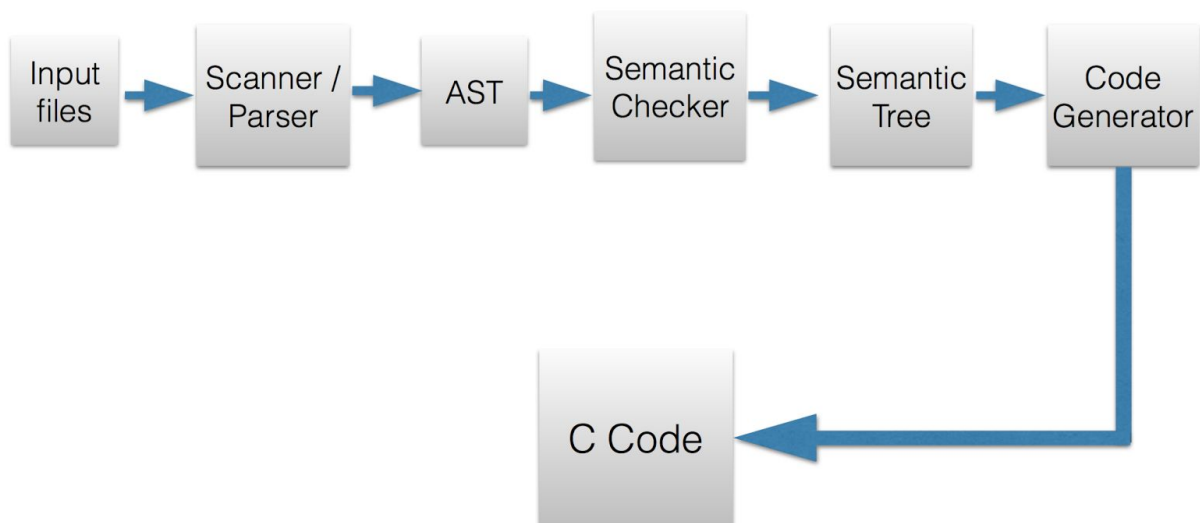 Input
files
Scanner /
Parser
AST
Semantic
Checker
Semantic
Tree
Code
Generator
C Code